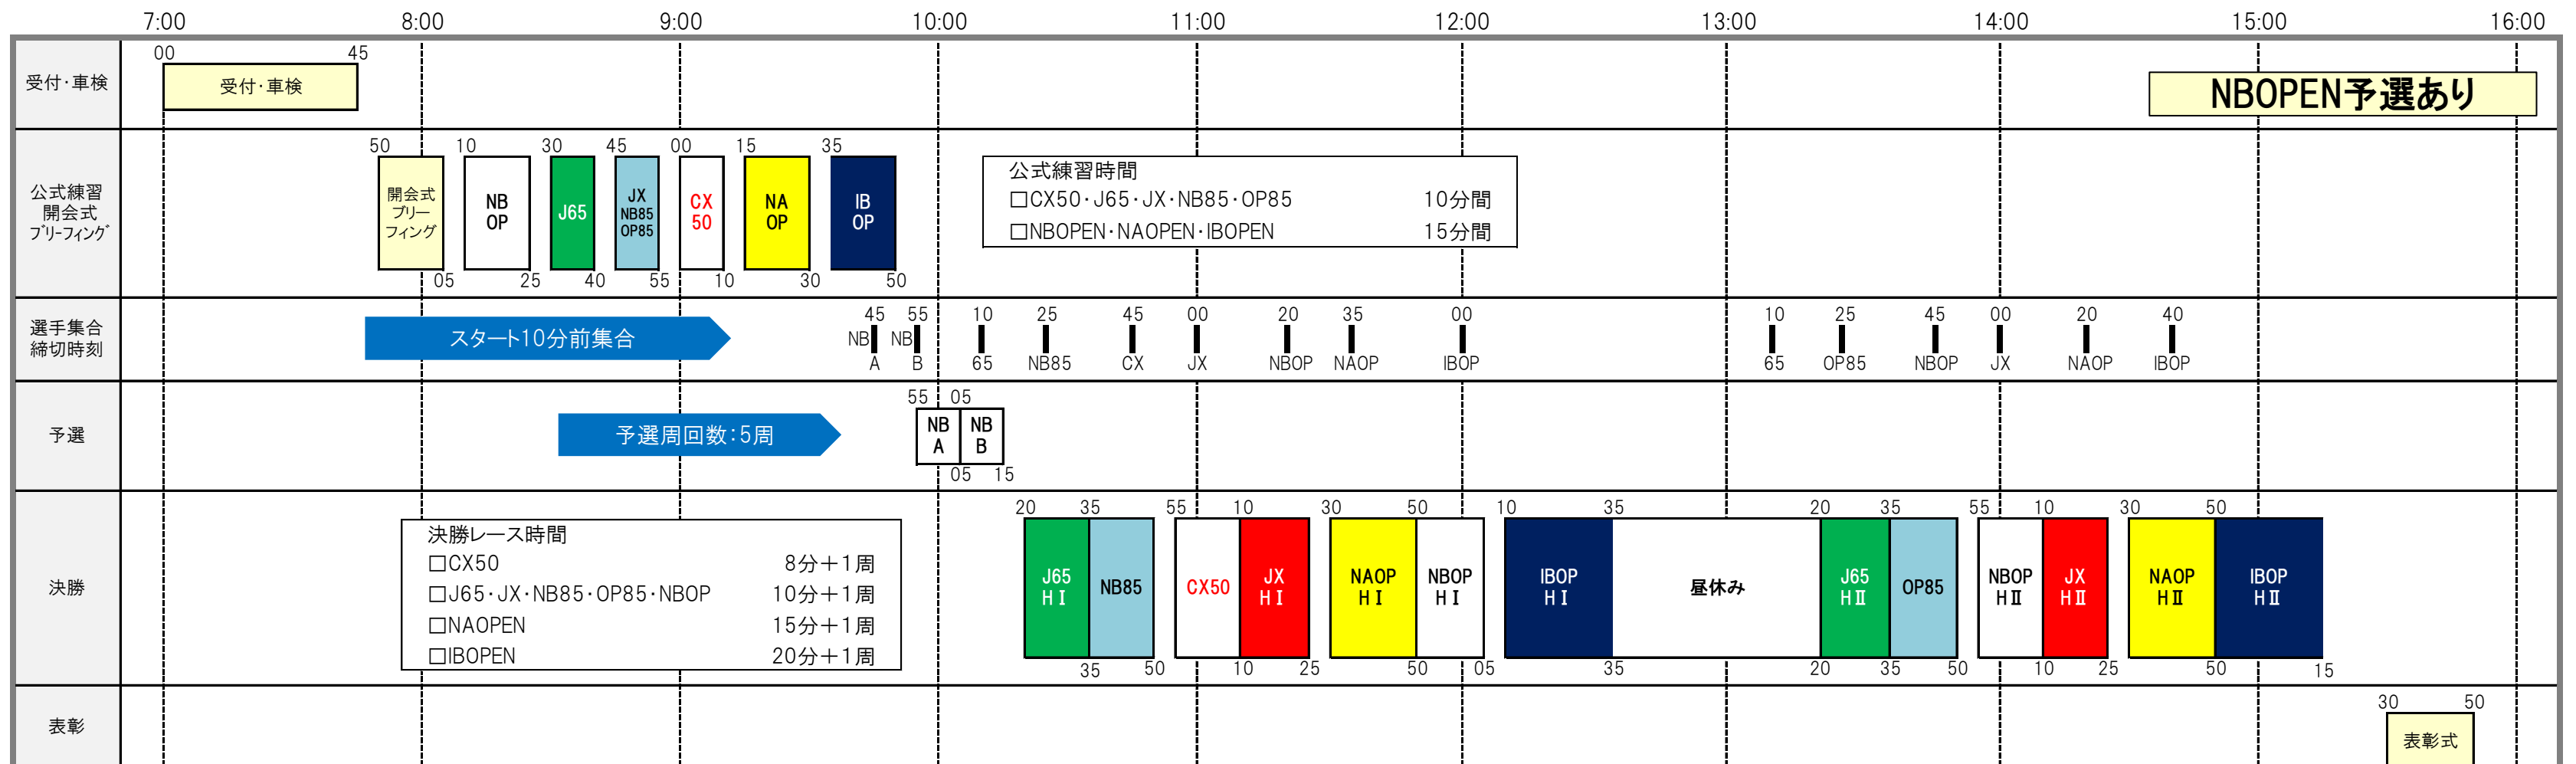 7:00 8:00 9:00 10:00 11:00 12:00 13:00 14:00 15:00 16:00
受付・車検
00 45
受付・車検
NBOPEN予選あり
公式練習
開会式
ブリーフィング
50 10 30 45 00 15 35
開会式
ブリー
フィング
NB
OP
J65
JX
NB85
OP85
CX
50
NA
OP
IB
OP
05 25 40 55 10 30 50
公式練習時間
□CX50・J65・JX・NB85・OP85 10分間
□NBOPEN・NAOPEN・IBOPEN 15分間
選手集合
締切時刻
スタート10分前集合
45 55 10 25 45 00 20 35 00 10 25 45 00 20 40
NB NB
A B 65 NB85 CX JX NBOP NAOP IBOP 65 OP85 NBOP JX NAOP IBOP
予選
予選周回数：5周
55 05
NB
A
NB
B
05 15
決勝
決勝レース時間
□CX50 8分＋1周
□J65・JX・NB85・OP85・NBOP 10分＋1周
□NAOPEN 15分＋1周
□IBOPEN 20分＋1周
20 35 55 10 30 50 10 35 20 35 55 10 30 50
J65
HⅠ
NB85
CX50
JX
HⅠ
NAOP
HⅠ
NBOP
HⅠ
IBOP
HⅠ
昼休み
J65
HⅡ
OP85
NBOP
HⅡ
JX
HⅡ
NAOP
HⅡ
IBOP
HⅡ
35 50 10 25 50 05 35 20 35 50 10 25 50 15
表彰
30 50
表彰式